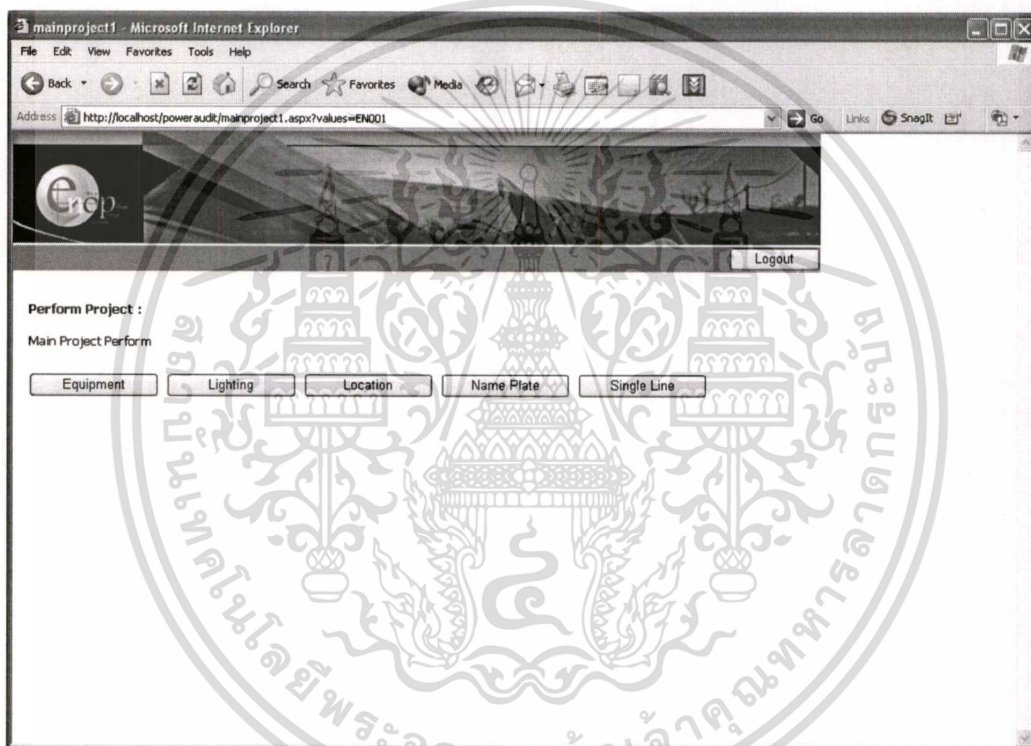 mainproject1 - Microsoft Internet Explorer
File Edit View Favorites Tools Help
Back Search Favorites Media
Address http://localhost/poweraudit/mainproject1.aspx?values=EN001 Go Links SnagIt
enep
Logout
Perform Project :
Main Project Perform
Equipment Lighting Location Name Plate Single Line